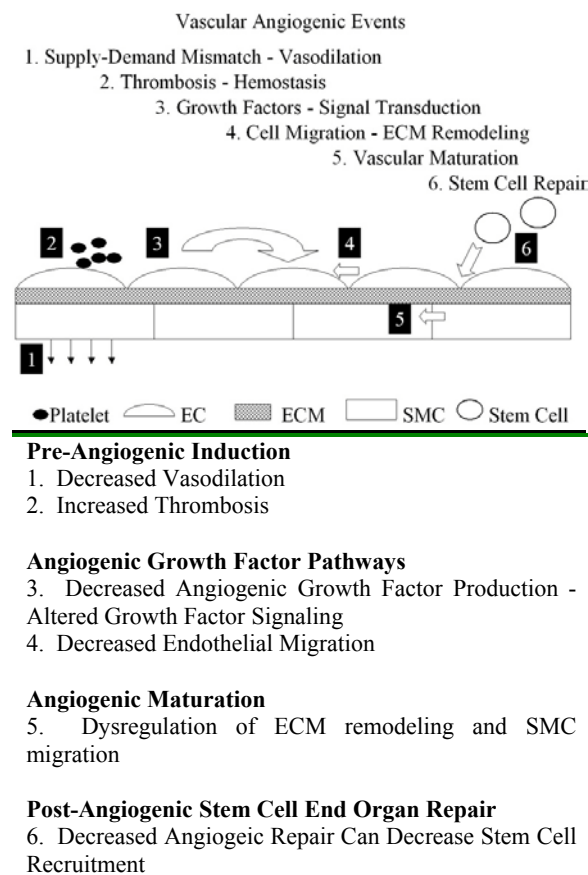 Vascular Angiogenic Events
1. Supply-Demand Mismatch - Vasodilation
2. Thrombosis - Hemostasis
3. Growth Factors - Signal Transduction
4. Cell Migration - ECM Remodeling
5. Vascular Maturation
6. Stem Cell Repair
2
3
4
6
5
1
Platelet EC ECM SMC Stem Cell
Pre-Angiogenic Induction
1. Decreased Vasodilation
2. Increased Thrombosis
Angiogenic Growth Factor Pathways
3. Decreased Angiogenic Growth Factor Production -
Altered Growth Factor Signaling
4. Decreased Endothelial Migration
Angiogenic Maturation
5. Dysregulation of ECM remodeling and SMC
migration
Post-Angiogenic Stem Cell End Organ Repair
6. Decreased Angiogeic Repair Can Decrease Stem Cell
Recruitment